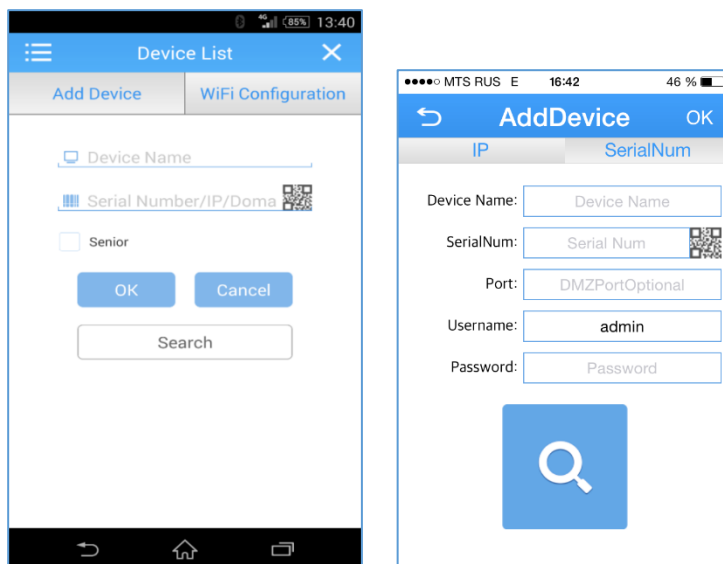 4G 85% 13:40
Device List
Add Device
WiFi Configuration
Device Name
Serial Number/IP/Doma
Senior
OK
Cancel
Search
MTS RUS E 16:42 46 %
AddDevice OK
IP
SerialNum
Device Name: Device Name
SerialNum: Serial Num
Port: DMZPortOptional
Username: admin
Password: Password